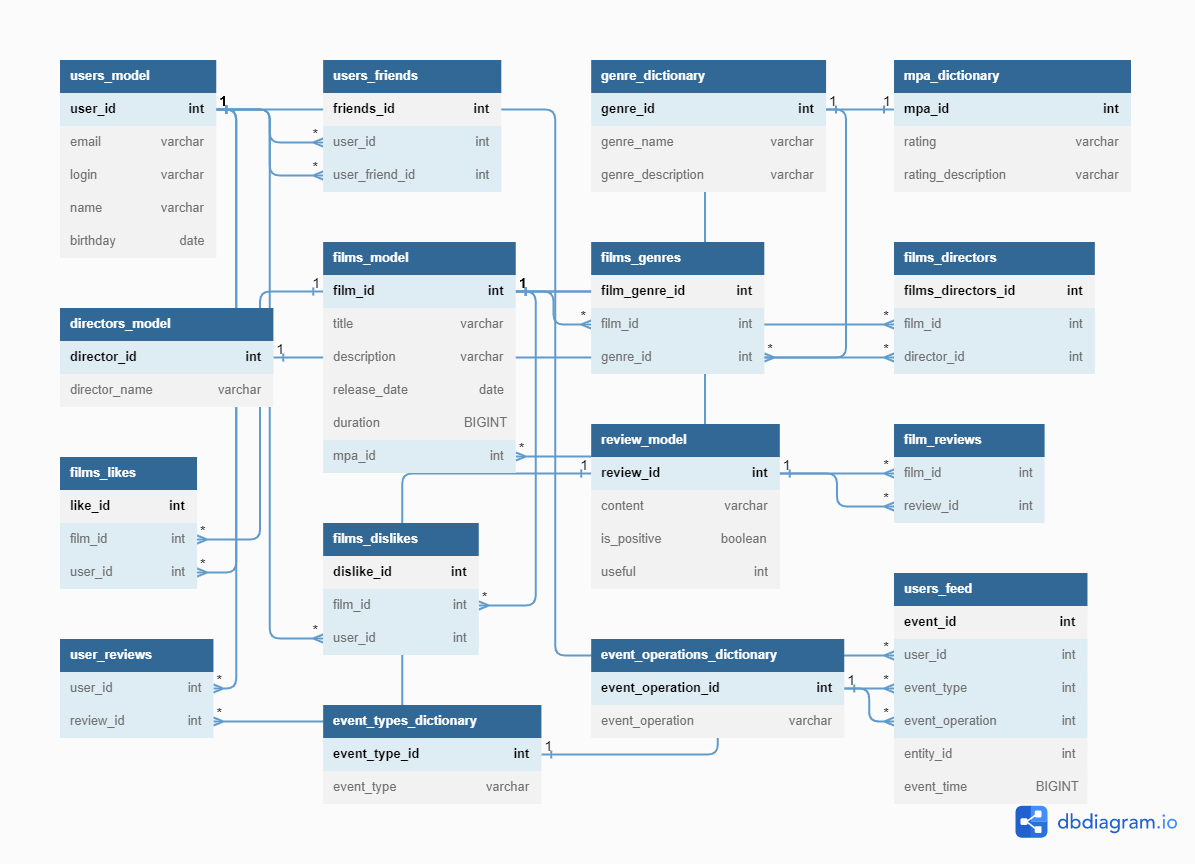 users_model
user_id int
email varchar
login varchar
name varchar
birthday date
users_friends
friends_id int
user_id int
user_friend_id int
genre_dictionary
genre_id int
genre_name varchar
genre_description varchar
mpa_dictionary
mpa_id int
rating varchar
rating_description varchar
films_model
film_id int
title varchar
description varchar
release_date date
duration BIGINT
mpa_id int
films_genres
film_genre_id int
film_id int
genre_id int
films_directors
films_directors_id int
film_id int
director_id int
directors_model
director_id int
director_name varchar
review_model
review_id int
content varchar
is_positive boolean
useful int
film_reviews
film_id int
review_id int
films_likes
like_id int
film_id int
user_id int
films_dislikes
dislike_id int
film_id int
user_id int
users_feed
event_id int
user_id int
event_type int
event_operation int
entity_id int
event_time BIGINT
user_reviews
user_id int
review_id int
event_operations_dictionary
event_operation_id int
event_operation varchar
event_types_dictionary
event_type_id int
event_type varchar
1
*
*
1
1
1
1
*
*
*
*
1
*
1
1
*
*
*
*
*
*
*
*
1
*
*
*
1
dbdiagram.io